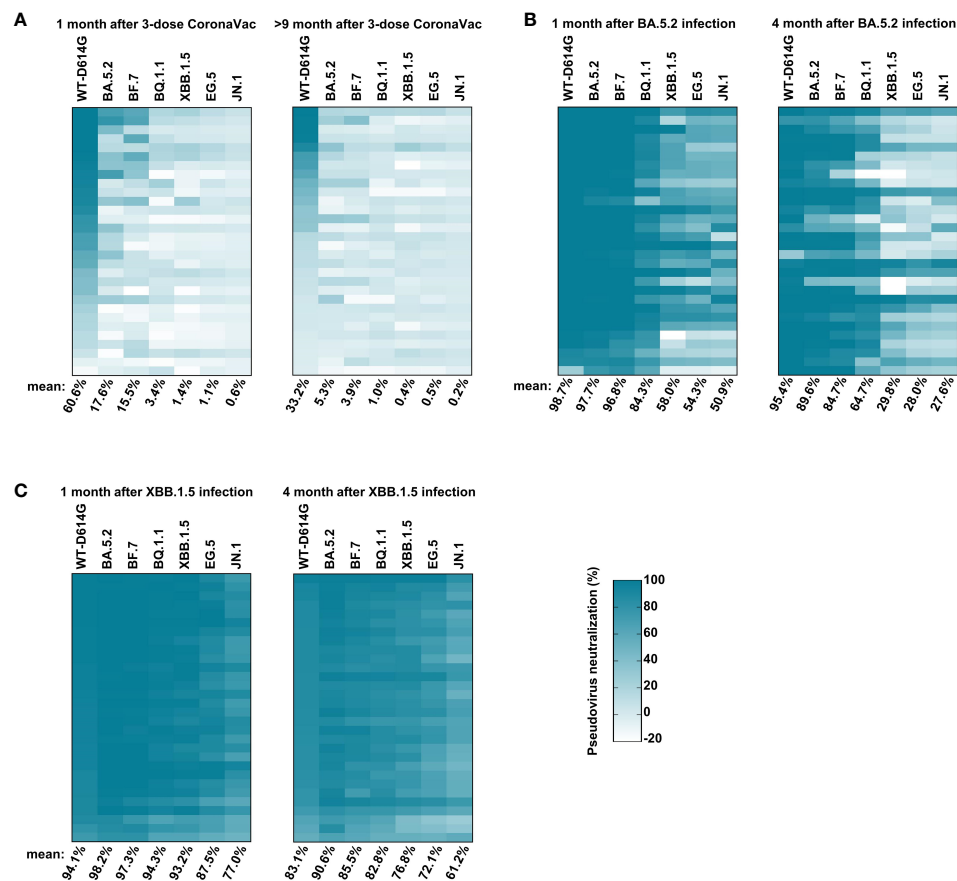 A
1 month after 3-dose CoronaVac
WT-D614G
BA.5.2
BF.7
BQ.1.1
XBB.1.5
EG.5
JN.1
mean:
60.6%
17.6%
15.5%
3.4%
1.4%
1.1%
0.6%
>9 month after 3-dose CoronaVac
WT-D614G
BA.5.2
BF.7
BQ.1.1
XBB.1.5
EG.5
JN.1
33.2%
5.3%
3.9%
1.0%
0.4%
0.5%
0.2%
B
1 month after BA.5.2 infection
WT-D614G
BA.5.2
BF.7
BQ.1.1
XBB.1.5
EG.5
JN.1
mean:
98.7%
97.7%
96.8%
84.3%
58.0%
54.3%
50.9%
4 month after BA.5.2 infection
WT-D614G
BA.5.2
BF.7
BQ.1.1
XBB.1.5
EG.5
JN.1
95.4%
89.6%
84.7%
64.7%
29.8%
28.0%
27.6%
C
1 month after XBB.1.5 infection
WT-D614G
BA.5.2
BF.7
BQ.1.1
XBB.1.5
EG.5
JN.1
mean:
94.1%
98.2%
97.3%
94.3%
93.2%
87.5%
77.0%
4 month after XBB.1.5 infection
WT-D614G
BA.5.2
BF.7
BQ.1.1
XBB.1.5
EG.5
JN.1
83.1%
90.6%
85.5%
82.8%
76.8%
72.1%
61.2%
Pseudovirus neutralization (%)
100
80
60
40
20
0
-20